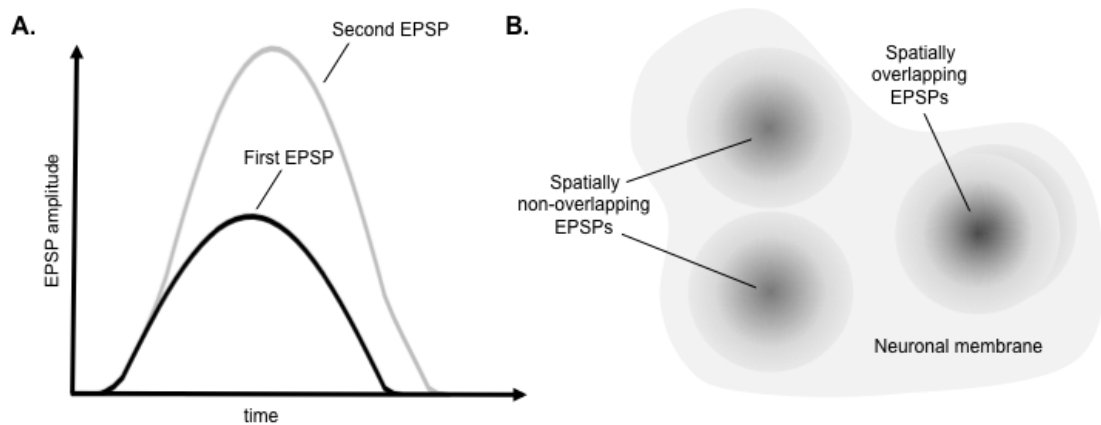 A.
Second EPSP
First EPSP
EPSP amplitude
time
B.
Spatially
overlapping
EPSPs
Spatially
non-overlapping
EPSPs
Neuronal membrane